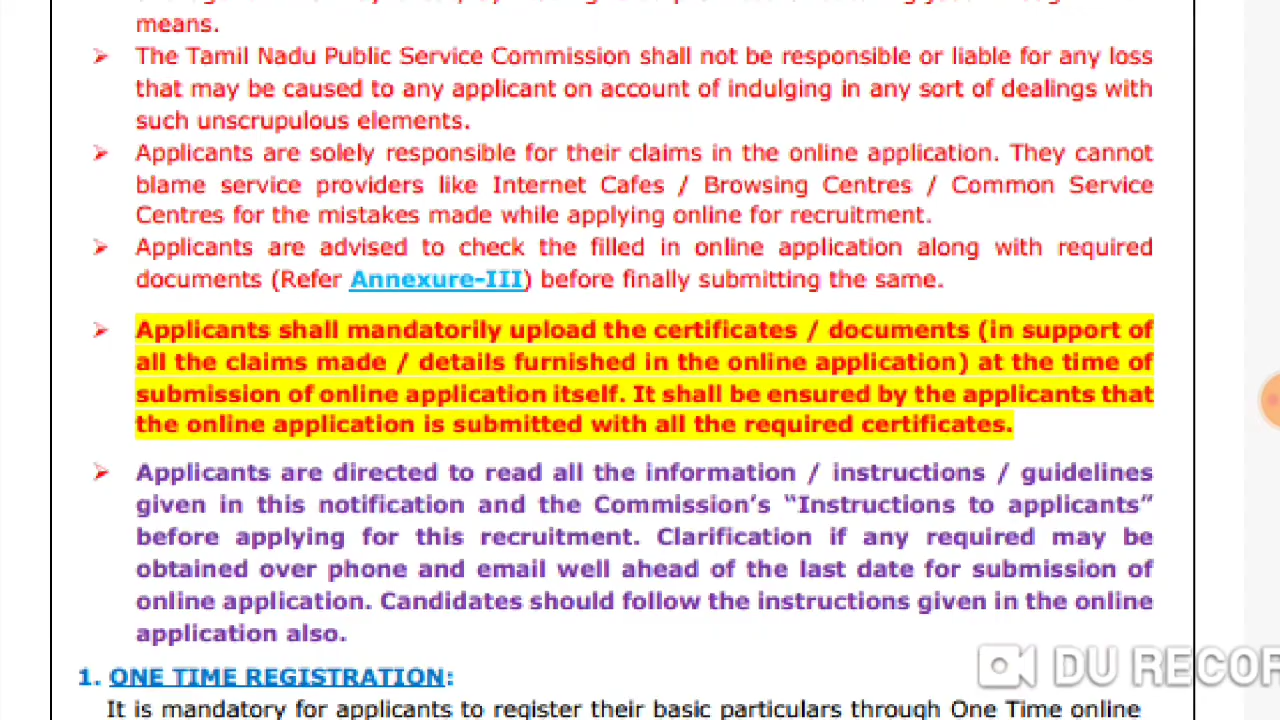 means.
➢ The Tamil Nadu Public Service Commission shall not be responsible or liable for any loss
that may be caused to any applicant on account of indulging in any sort of dealings with
such unscrupulous elements.
➢ Applicants are solely responsible for their claims in the online application. They cannot
blame service providers like Internet Cafes / Browsing Centres / Common Service
Centres for the mistakes made while applying online for recruitment.
➢ Applicants are advised to check the filled in online application along with required
documents (Refer Annexure-III) before finally submitting the same.
➢ Applicants shall mandatorily upload the certificates / documents (in support of
all the claims made / details furnished in the online application) at the time of
submission of online application itself. It shall be ensured by the applicants that
the online application is submitted with all the required certificates.
➢ Applicants are directed to read all the information / instructions / guidelines
given in this notification and the Commission's “Instructions to applicants”
before applying for this recruitment. Clarification if any required may be
obtained over phone and email well ahead of the last date for submission of
online application. Candidates should follow the instructions given in the online
application also.
1. ONE TIME REGISTRATION:
It is mandatory for applicants to register their basic particulars through One Time online
DU RECOR